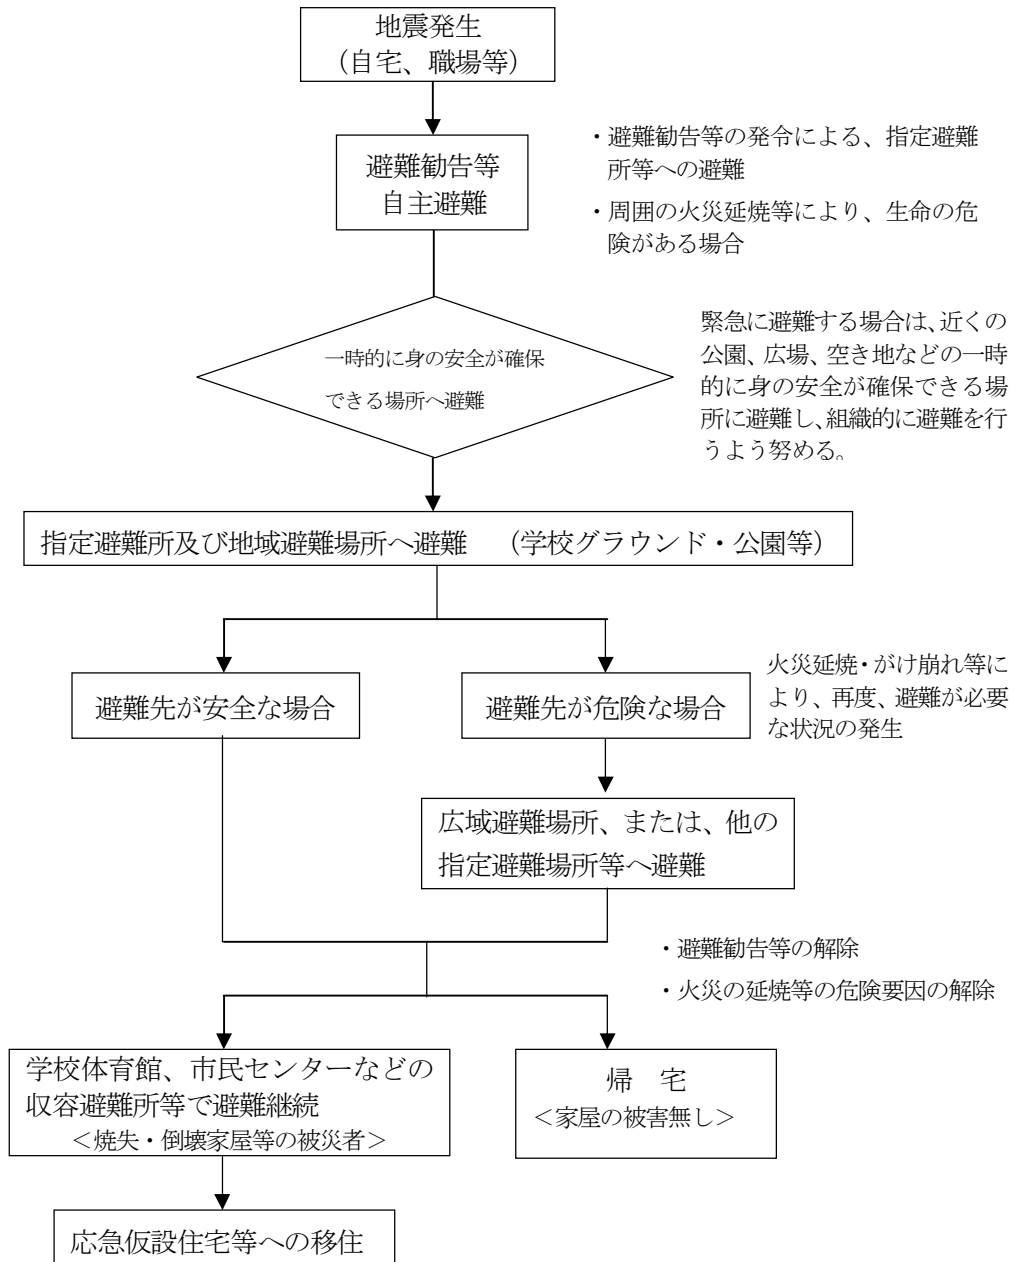 地震発生
（自宅、職場等）
避難勧告等
自主避難
・避難勧告等の発令による、指定避難
所等への避難
・周囲の火災延焼等により、生命の危
険がある場合
一時的に身の安全が確保
できる場所へ避難
緊急に避難する場合は、近くの
公園、広場、空き地などの一時
的に身の安全が確保できる場
所に避難し、組織的に避難を行
うよう努める。
指定避難所及び地域避難場所へ避難　（学校グラウンド・公園等）
避難先が安全な場合
避難先が危険な場合
火災延焼・がけ崩れ等に
より、再度、避難が必要
な状況の発生
広域避難場所、または、他の
指定避難場所等へ避難
・避難勧告等の解除
・火災の延焼等の危険要因の解除
学校体育館、市民センターなどの
収容避難所等で避難継続
＜焼失・倒壊家屋等の被災者＞
帰　宅
＜家屋の被害無し＞
応急仮設住宅等への移住